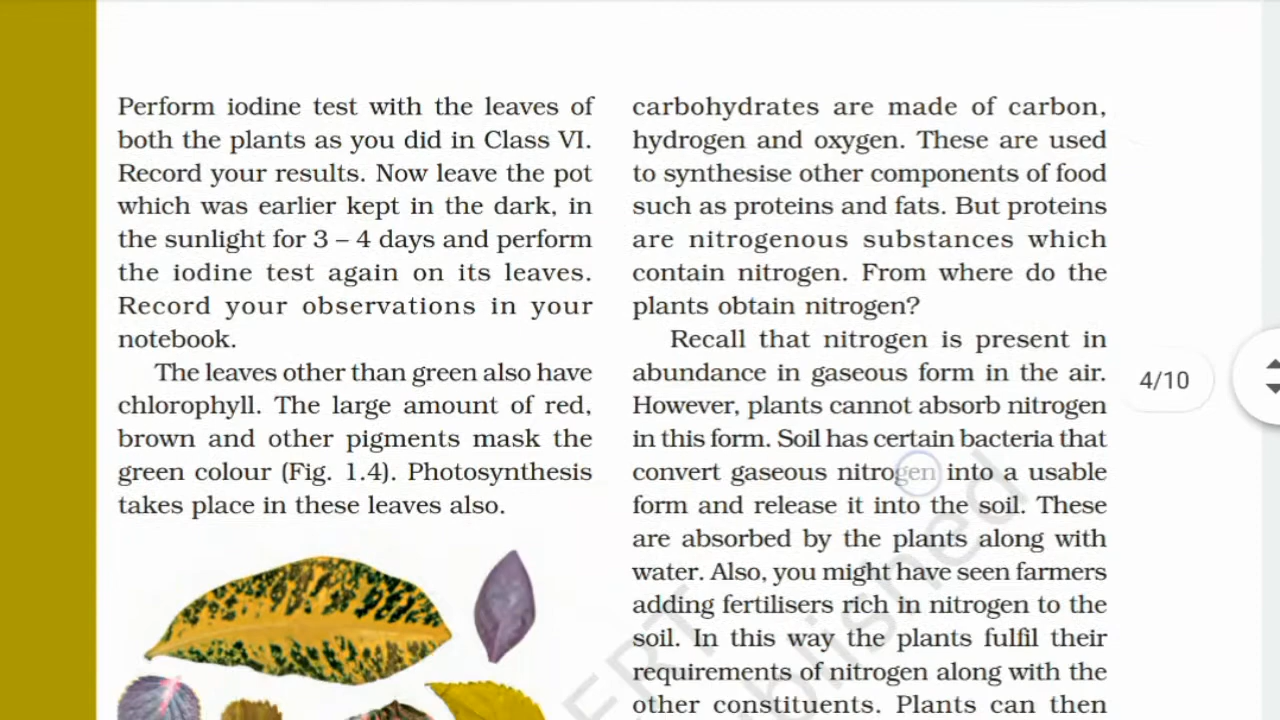 Perform iodine test with the leaves of
both the plants as you did in Class VI.
Record your results. Now leave the pot
which was earlier kept in the dark, in
the sunlight for 3 – 4 days and perform
the iodine test again on its leaves.
Record your observations in your
notebook.
The leaves other than green also have
chlorophyll. The large amount of red,
brown and other pigments mask the
green colour (Fig. 1.4). Photosynthesis
takes place in these leaves also.
carbohydrates are made of carbon,
hydrogen and oxygen. These are used
to synthesise other components of food
such as proteins and fats. But proteins
are nitrogenous substances which
contain nitrogen. From where do the
plants obtain nitrogen?
Recall that nitrogen is present in
abundance in gaseous form in the air.
However, plants cannot absorb nitrogen
in this form. Soil has certain bacteria that
convert gaseous nitrogen into a usable
form and release it into the soil. These
are absorbed by the plants along with
water. Also, you might have seen farmers
adding fertilisers rich in nitrogen to the
soil. In this way the plants fulfil their
requirements of nitrogen along with the
other constituents. Plants can then
4/10